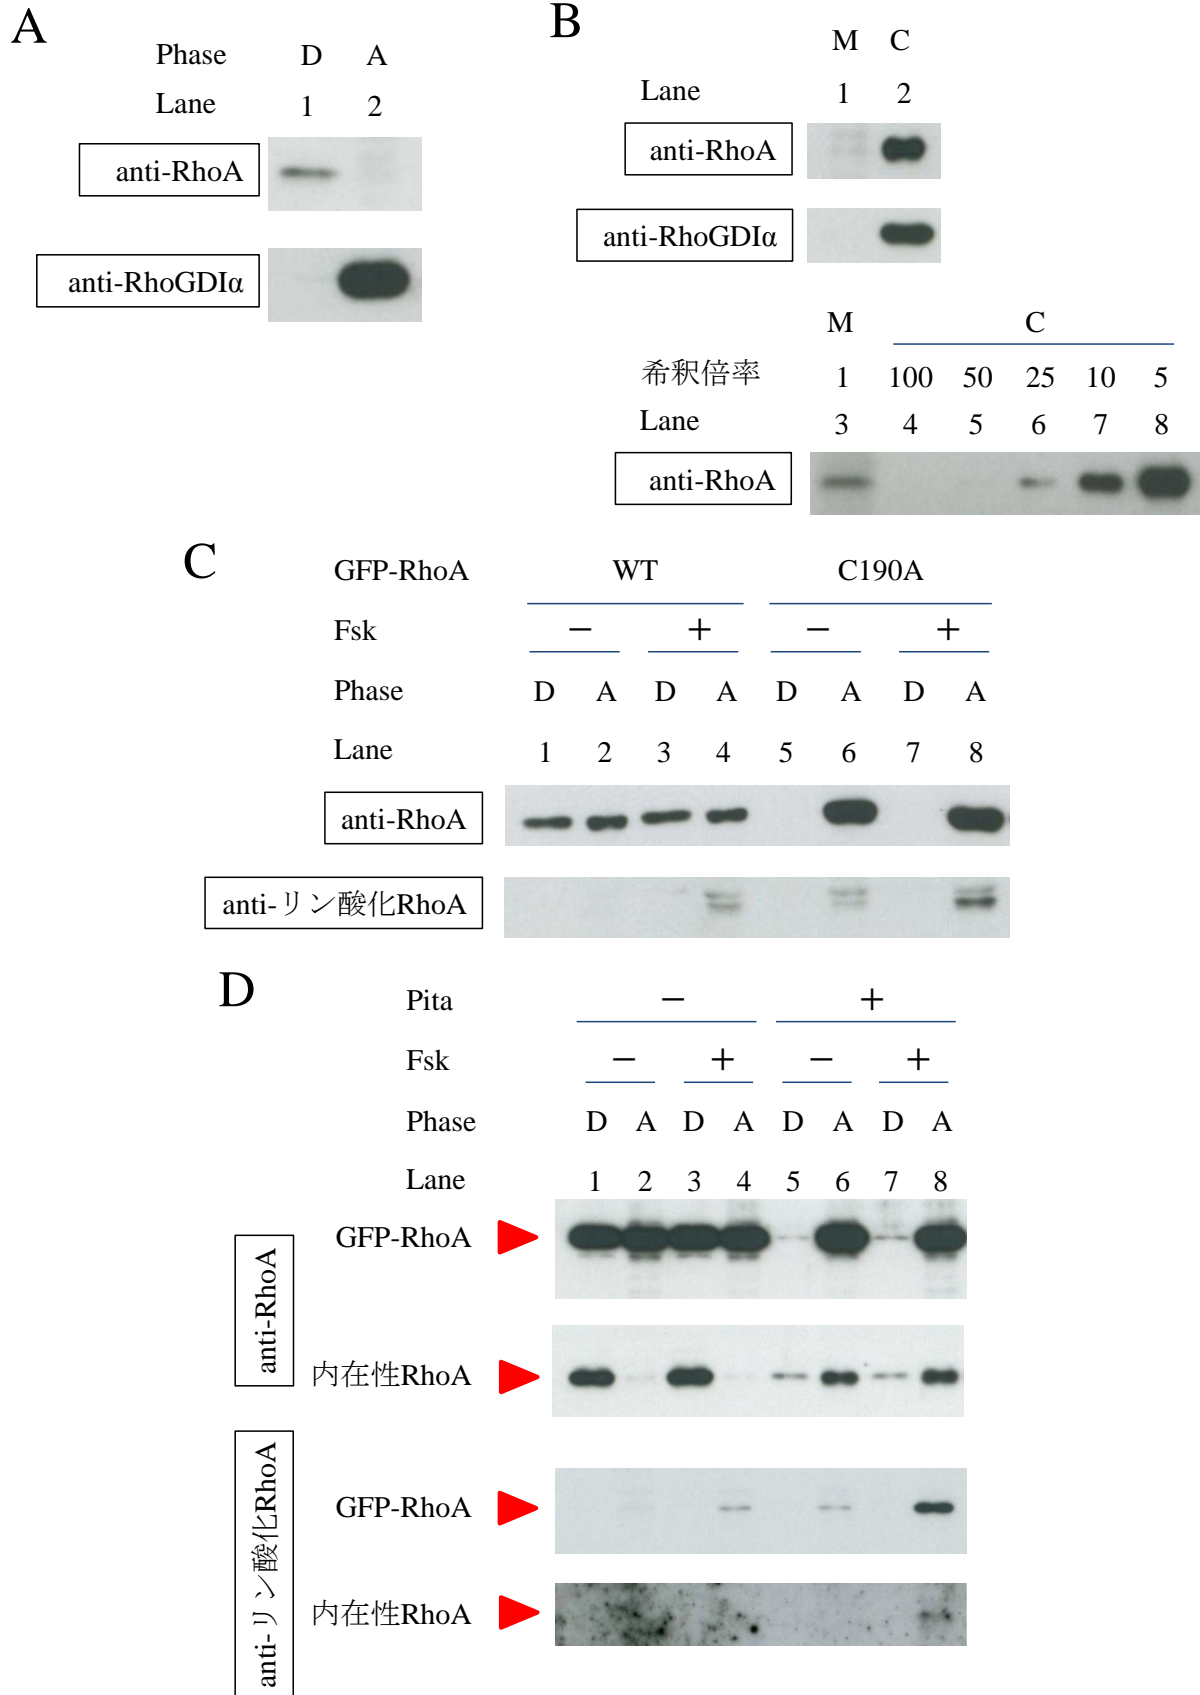 A
Phase D A
Lane 1 2
anti-RhoA
anti-RhoGDIα
B
M C
Lane 1 2
anti-RhoA
anti-RhoGDIα
M C
希釈倍率 1 100 50 25 10 5
Lane 3 4 5 6 7 8
anti-RhoA
C
GFP-RhoA WT C190A
Fsk − + − +
Phase D A D A D A D A
Lane 1 2 3 4 5 6 7 8
anti-RhoA
anti-リン酸化RhoA
D
Pita − +
Fsk − + − +
Phase D A D A D A D A
Lane 1 2 3 4 5 6 7 8
anti-RhoA
GFP-RhoA
内在性RhoA
anti-リン酸化RhoA
GFP-RhoA
内在性RhoA